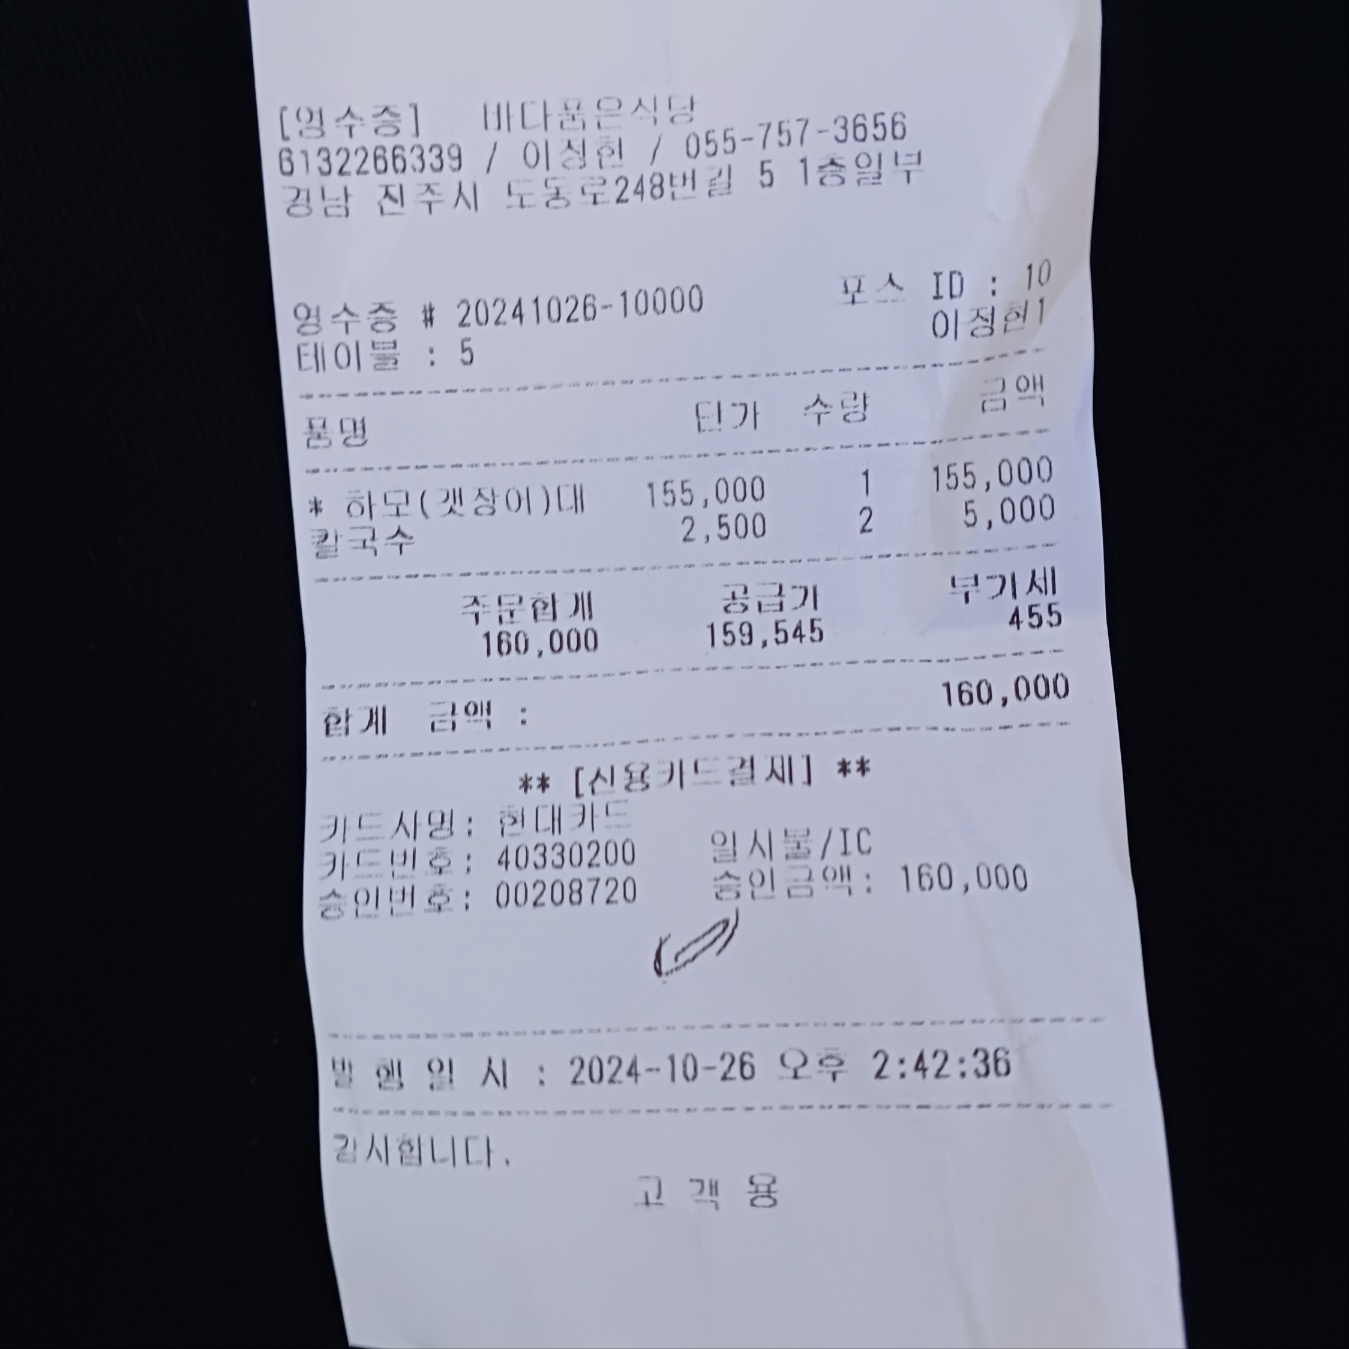 [영수증] 바다품은식당
6132266339 / 이정현 / 055-757-3656
경남 진주시 도동로248번길 5 1층일부
영수증 # 20241026-10000 포스 ID : 10
테이블 : 5 이정현1
품명 단가 수량 금액
* 하모(갯장어)대 155,000 1 155,000
칼국수 2,500 2 5,000
주문합계 공급가 부가세
160,000 159,545 455
합계 금액 : 160,000
** [신용카드결제] **
카드사명: 현대카드
카드번호: 40330200 일시불/IC
승인번호: 00208720 승인금액: 160,000
발 행 일 시 : 2024-10-26 오후 2:42:36
감사합니다.
고 객 용